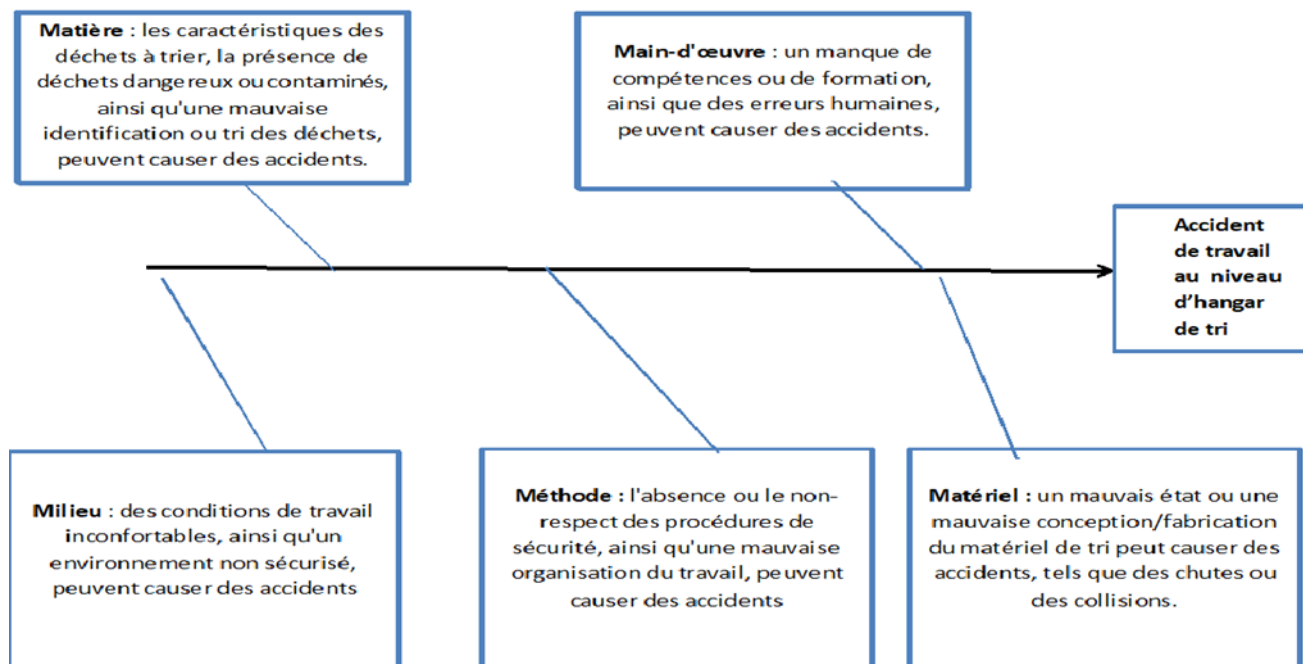 Matière : les caractéristiques des
déchets à trier, la présence de
déchets dangereux ou contaminés,
ainsi qu'une mauvaise
identification ou tri des déchets,
peuvent causer des accidents.
Main-d'œuvre : un manque de
compétences ou de formation,
ainsi que des erreurs humaines,
peuvent causer des accidents.
Accident
de travail
au niveau
d’hangar
de tri
Milieu : des conditions de travail
inconfortables, ainsi qu'un
environnement non sécurisé,
peuvent causer des accidents
Méthode : l'absence ou le non-
respect des procédures de
sécurité, ainsi qu'une mauvaise
organisation du travail, peuvent
causer des accidents
Matériel : un mauvais état ou une
mauvaise conception/fabrication
du matériel de tri peut causer des
accidents, tels que des chutes ou
des collisions.